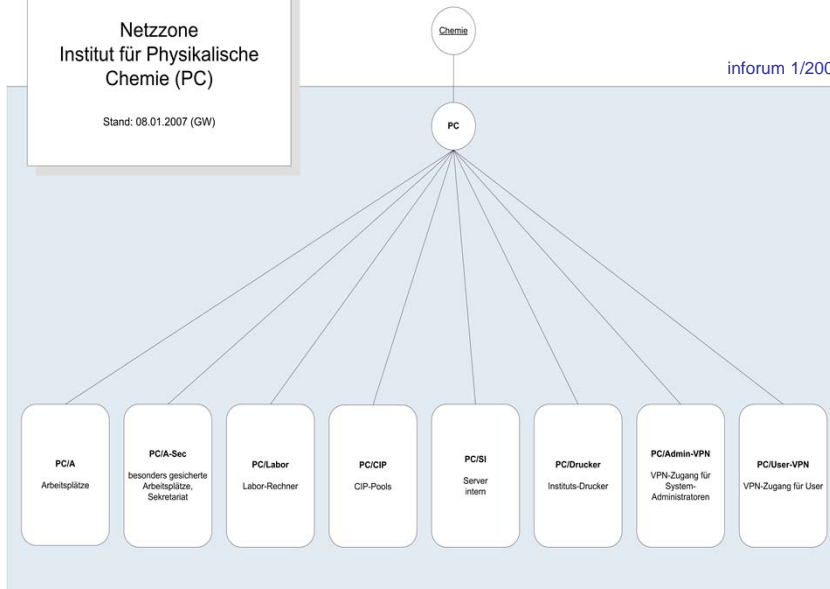 Netzzone
Institut für Physikalische
Chemie (PC)
Stand: 08.01.2007 (GW)
Chemie
inforum 1/200
PC
PC/A
Arbeitsplätze
PC/A-Sec
besonders gesicherte
Arbeitsplätze,
Sekretariat
PC/Labor
Labor-Rechner
PC/CIP
CIP-Pools
PC/SI
Server
intern
PC/Drucker
Instituts-Drucker
PC/Admin-VPN
VPN-Zugang für
System-
Administratoren
PC/User-VPN
VPN-Zugang für User